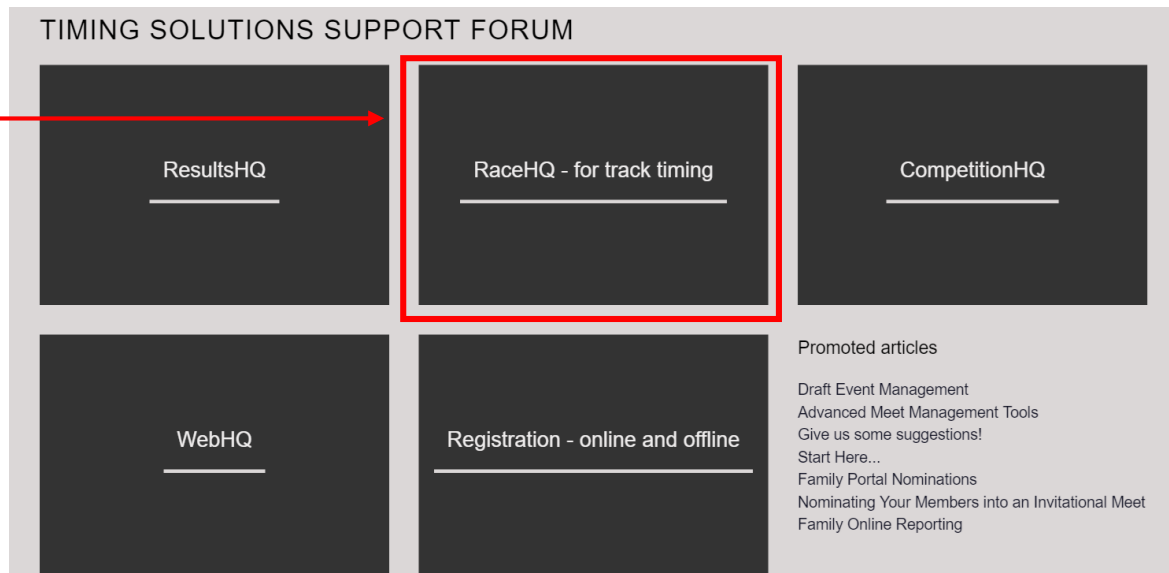 TIMING SOLUTIONS SUPPORT FORUM
ResultsHQ
RaceHQ - for track timing
CompetitionHQ
WebHQ
Registration - online and offline
Promoted articles
Draft Event Management
Advanced Meet Management Tools
Give us some suggestions!
Start Here...
Family Portal Nominations
Nominating Your Members into an Invitational Meet
Family Online Reporting